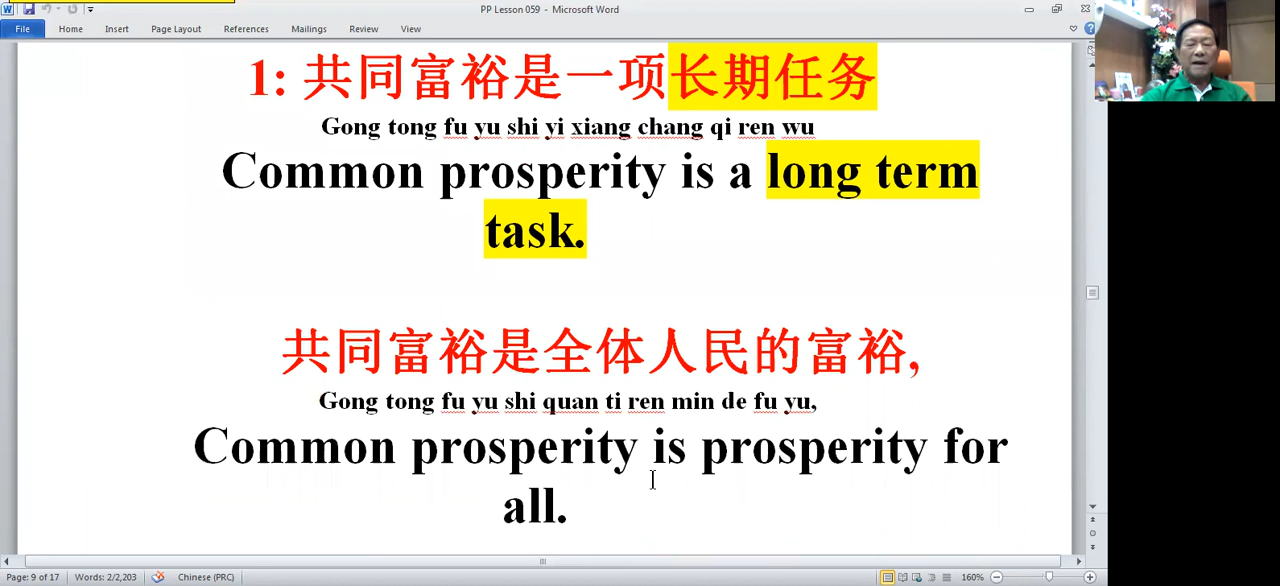 PP Lesson 059 - Microsoft Word
File Home Insert Page Layout References Mailings Review View
1: 共同富裕是一项长期任务
Gong tong fu yu shi yi xiang chang qi ren wu
Common prosperity is a long term
task.
共同富裕是全体人民的富裕,
Gong tong fu yu shi quan ti ren min de fu yu,
Common prosperity is prosperity for
all.
Page: 9 of 17 Words: 2/2,203 Chinese (PRC) 160%